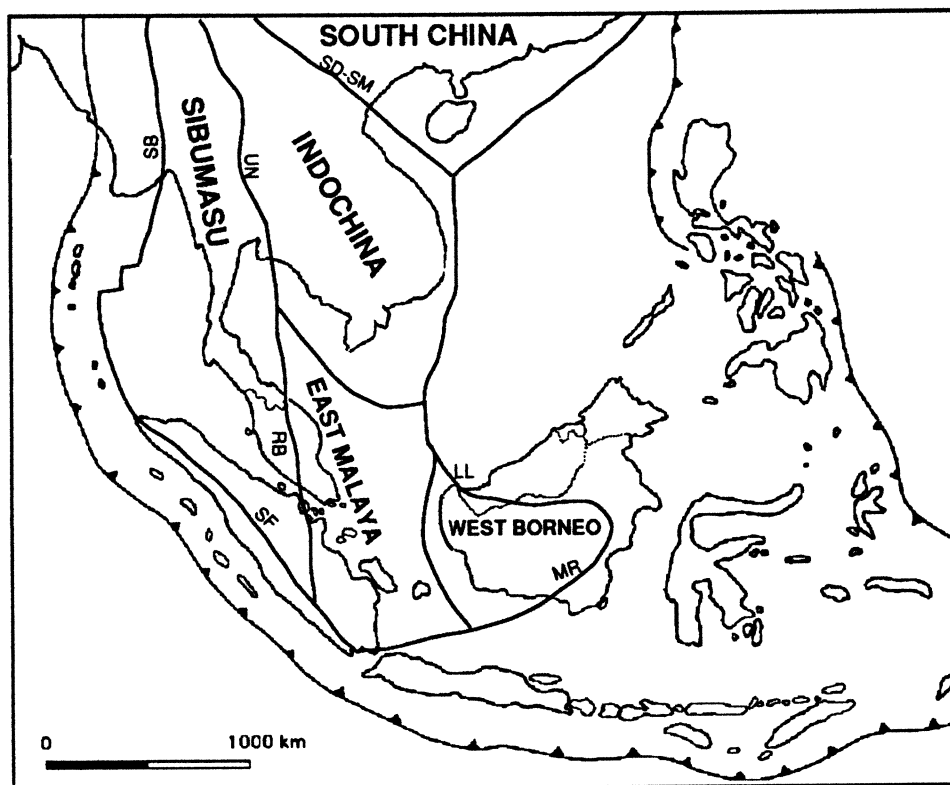 SOUTH CHINA
SD-SM
SB
SIBUMASU
UN
INDOCHINA
EAST MALAYA
RB
SF
LL
WEST BORNEO
MR
0 1000 km